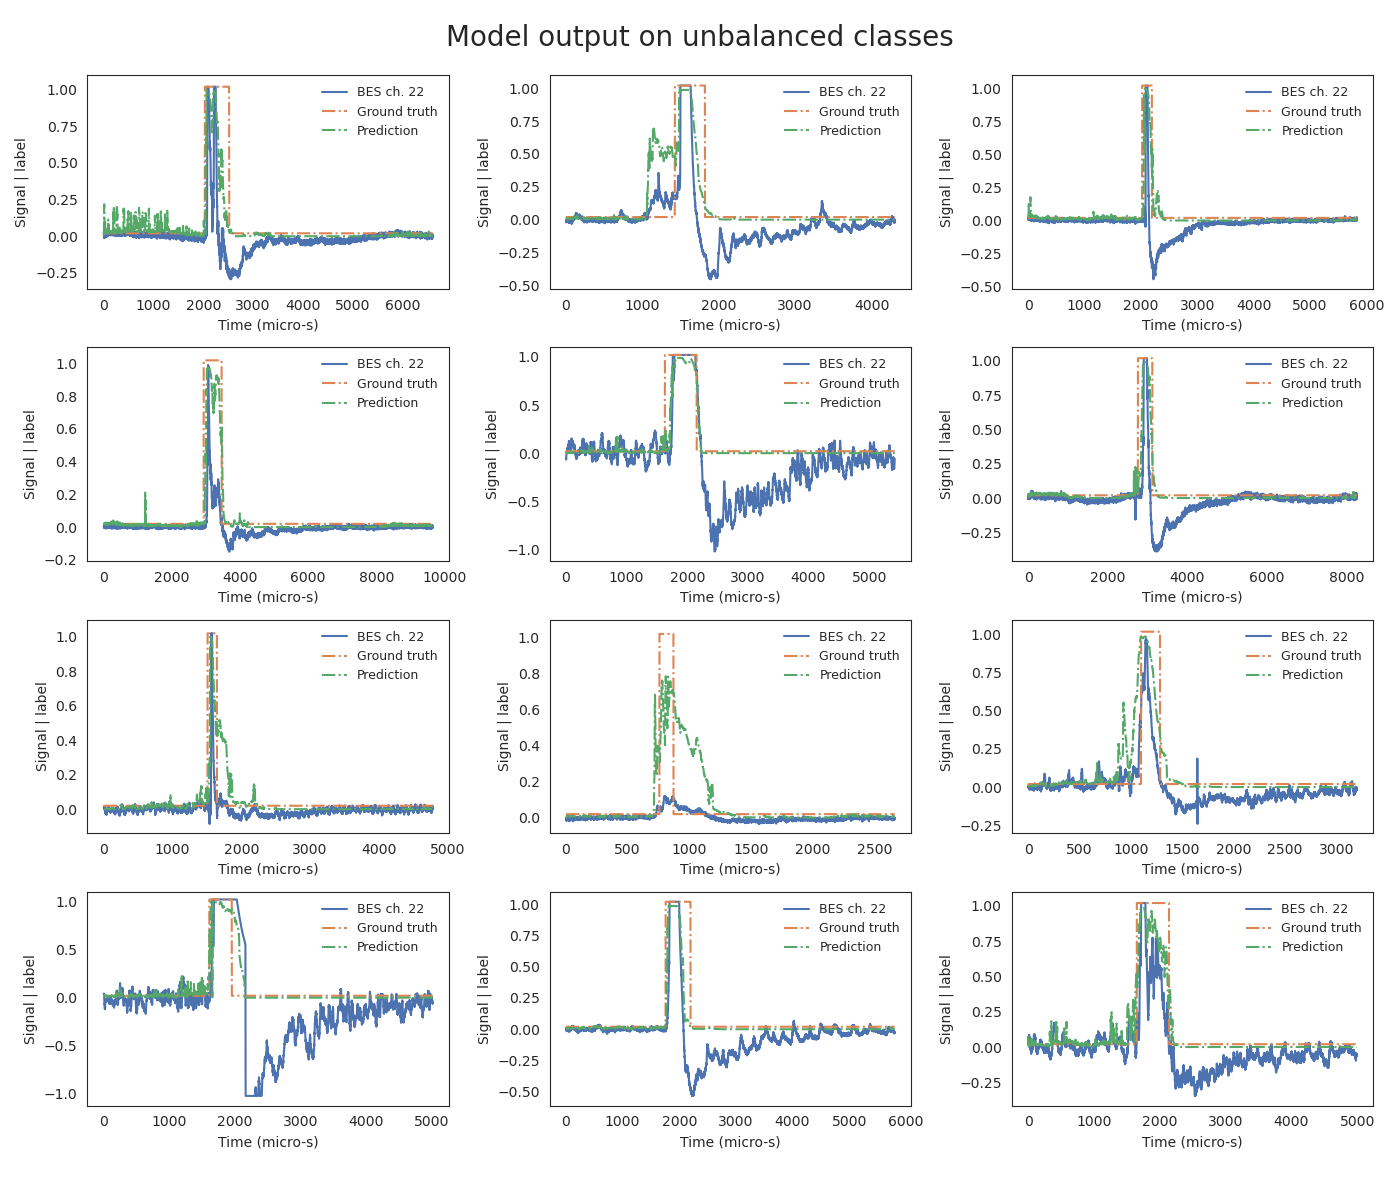 Model output on unbalanced classes
Signal | label
1.00
0.75
0.50
0.25
0.00
−0.25
BES ch. 22
Ground truth
Prediction
0 1000 2000 3000 4000 5000 6000
Time (micro-s)
Signal | label
1.00
0.75
0.50
0.25
0.00
−0.25
−0.50
BES ch. 22
Ground truth
Prediction
0 1000 2000 3000 4000
Time (micro-s)
Signal | label
1.00
0.75
0.50
0.25
0.00
−0.25
−0.50
BES ch. 22
Ground truth
Prediction
0 1000 2000 3000 4000 5000 6000
Time (micro-s)
Signal | label
1.0
0.8
0.6
0.4
0.2
0.0
−0.2
BES ch. 22
Ground truth
Prediction
0 2000 4000 6000 8000 10000
Time (micro-s)
Signal | label
1.0
0.5
0.0
−0.5
−1.0
BES ch. 22
Ground truth
Prediction
0 1000 2000 3000 4000 5000
Time (micro-s)
Signal | label
1.00
0.75
0.50
0.25
0.00
−0.25
BES ch. 22
Ground truth
Prediction
0 2000 4000 6000 8000
Time (micro-s)
Signal | label
1.0
0.8
0.6
0.4
0.2
0.0
BES ch. 22
Ground truth
Prediction
0 1000 2000 3000 4000 5000
Time (micro-s)
Signal | label
1.0
0.8
0.6
0.4
0.2
0.0
BES ch. 22
Ground truth
Prediction
0 500 1000 1500 2000 2500
Time (micro-s)
Signal | label
1.00
0.75
0.50
0.25
0.00
−0.25
BES ch. 22
Ground truth
Prediction
0 500 1000 1500 2000 2500 3000
Time (micro-s)
Signal | label
1.0
0.5
0.0
−0.5
−1.0
BES ch. 22
Ground truth
Prediction
0 1000 2000 3000 4000 5000
Time (micro-s)
Signal | label
1.00
0.75
0.50
0.25
0.00
−0.25
−0.50
BES ch. 22
Ground truth
Prediction
0 1000 2000 3000 4000 5000 6000
Time (micro-s)
Signal | label
1.00
0.75
0.50
0.25
0.00
−0.25
BES ch. 22
Ground truth
Prediction
0 1000 2000 3000 4000 5000
Time (micro-s)